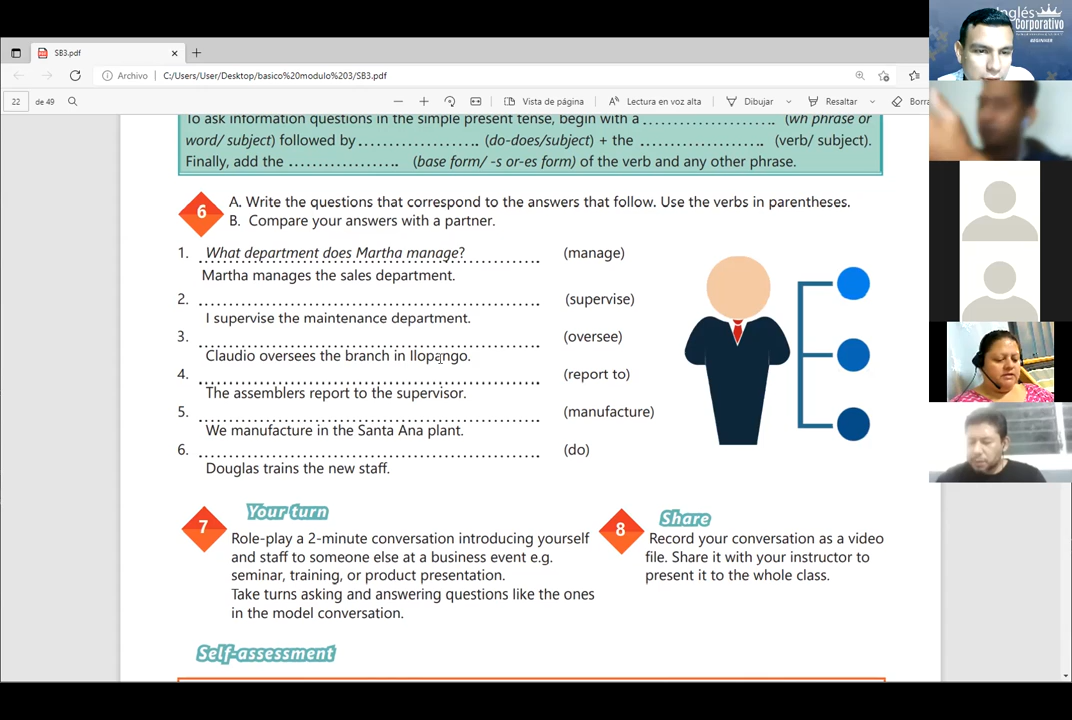 Inglés
Corporativo
BEGINNER
SB3.pdf
Archivo C:/Users/User/Desktop/basico%20modulo%203/SB3.pdf
22 de 49 Vista de página Lectura en voz alta Dibujar Resaltar Borra
To ask information questions in the simple present tense, begin with a ..................... (wh phrase or
word/ subject) followed by ..................... (do-does/subject) + the ..................... (verb/ subject).
Finally, add the ................... (base form/ -s or-es form) of the verb and any other phrase.
6
A. Write the questions that correspond to the answers that follow. Use the verbs in parentheses.
B. Compare your answers with a partner.
1. What department does Martha manage? (manage)
Martha manages the sales department.
2. (supervise)
I supervise the maintenance department.
3. (oversee)
Claudio oversees the branch in Ilopango.
4. (report to)
The assemblers report to the supervisor.
5. (manufacture)
We manufacture in the Santa Ana plant.
6. (do)
Douglas trains the new staff.
7 Your turn
Role-play a 2-minute conversation introducing yourself
and staff to someone else at a business event e.g.
seminar, training, or product presentation.
Take turns asking and answering questions like the ones
in the model conversation.
8 Share
Record your conversation as a video
file. Share it with your instructor to
present it to the whole class.
Self-assessment